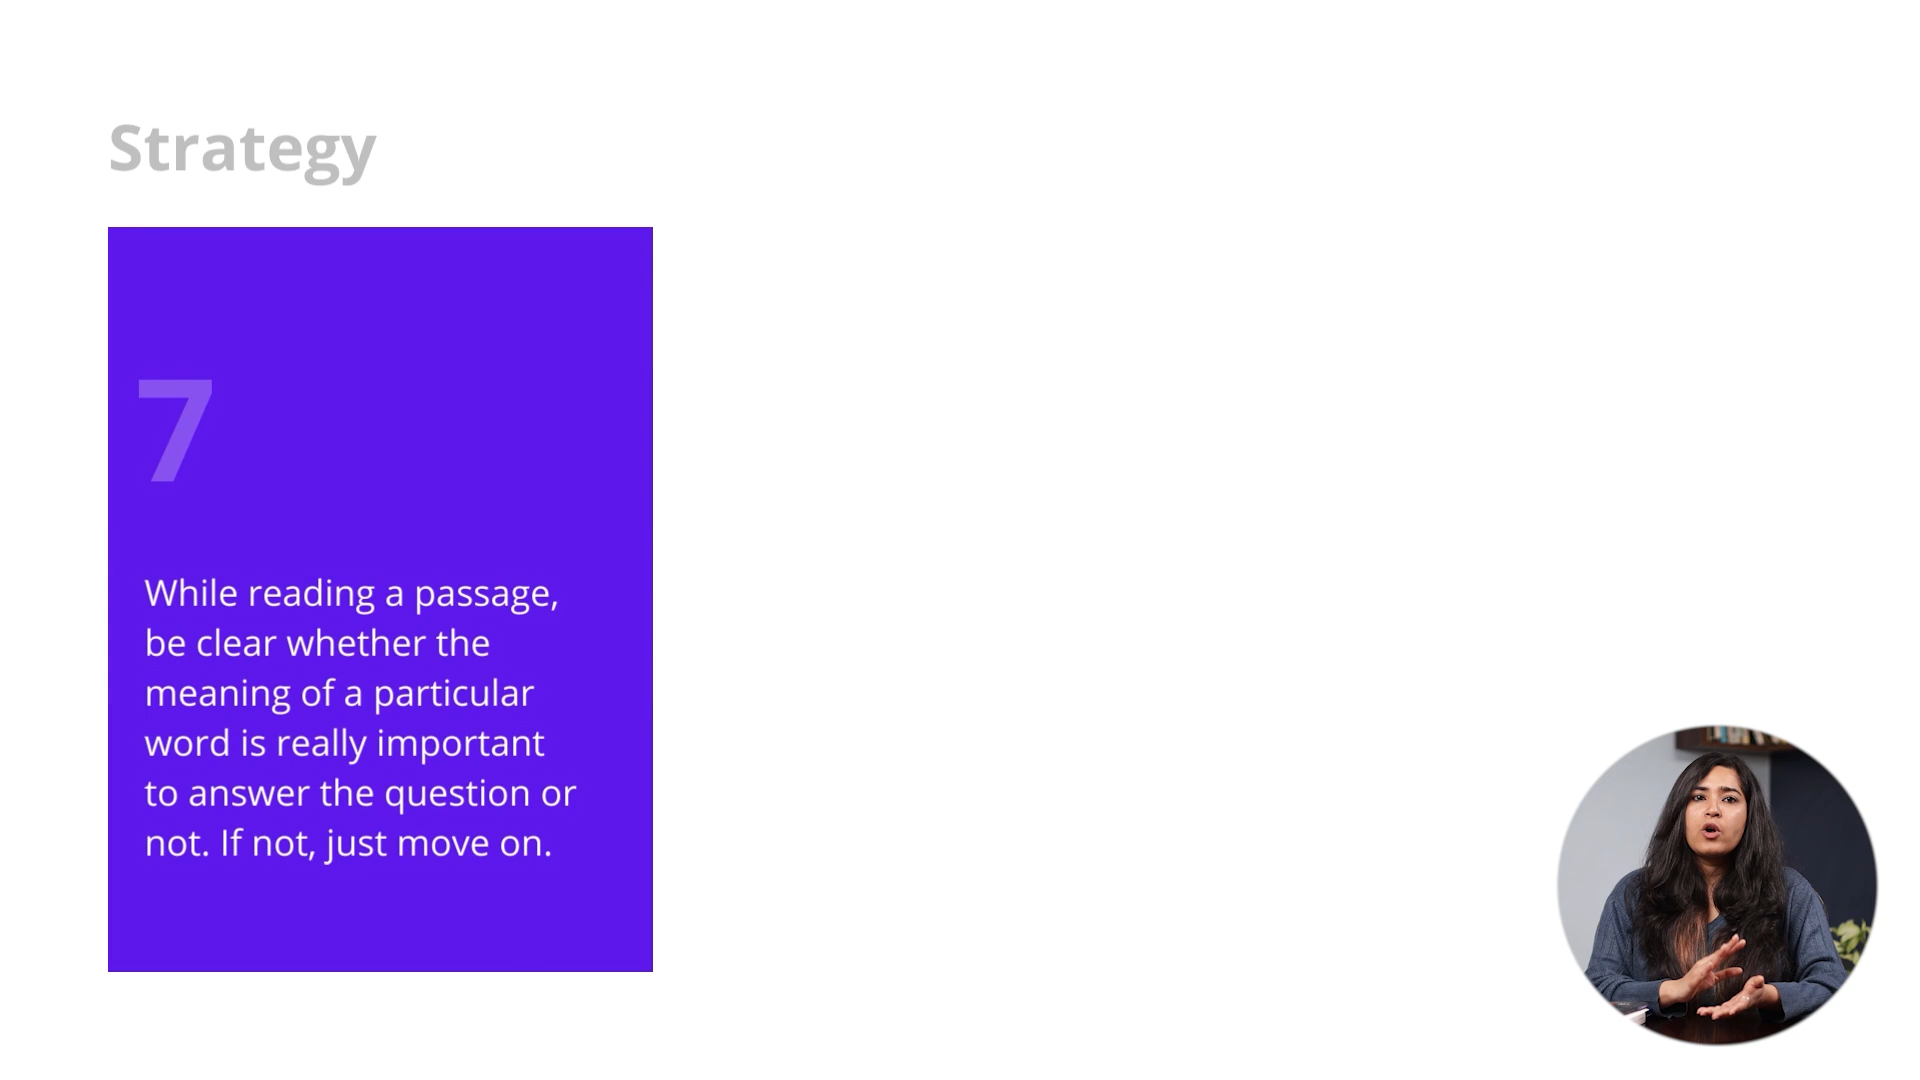 Strategy
7
While reading a passage,
be clear whether the
meaning of a particular
word is really important
to answer the question or
not. If not, just move on.